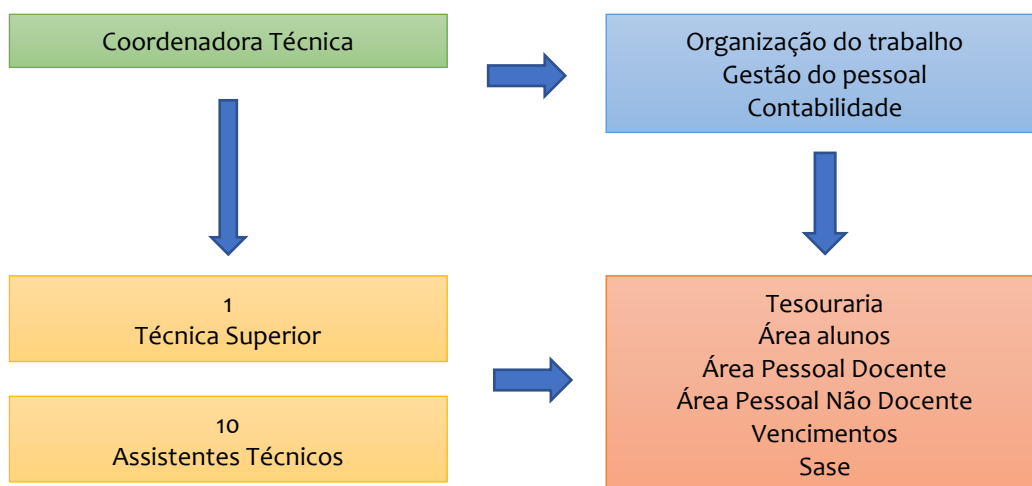 Coordenadora Técnica
Organização do trabalho
Gestão do pessoal
Contabilidade
1
Técnica Superior
10
Assistentes Técnicos
Tesouraria
Área alunos
Área Pessoal Docente
Área Pessoal Não Docente
Vencimentos
Sase